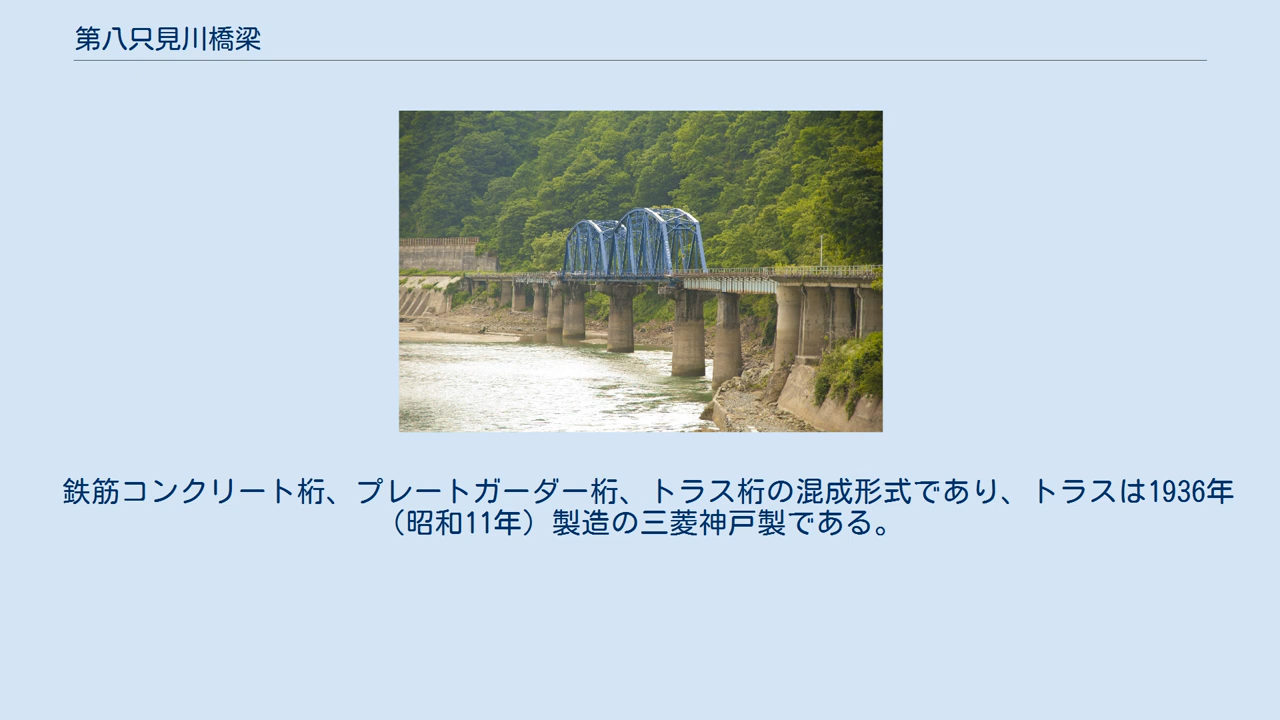 第八只見川橋梁
鉄筋コンクリート桁、プレートガーダー桁、トラス桁の混成形式であり、トラスは1936年
（昭和11年）製造の三菱神戸製である。